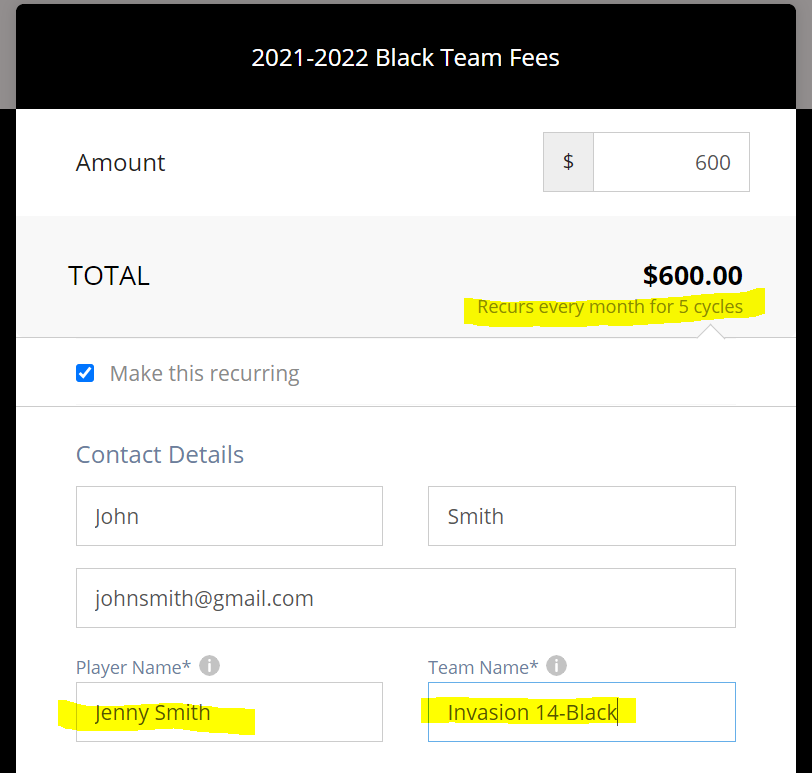 2021-2022 Black Team Fees
Amount $ 600
TOTAL $600.00
Recurs every month for 5 cycles
Make this recurring
Contact Details
John Smith
johnsmith@gmail.com
Player Name* i Team Name* i
Jenny Smith Invasion 14-Black